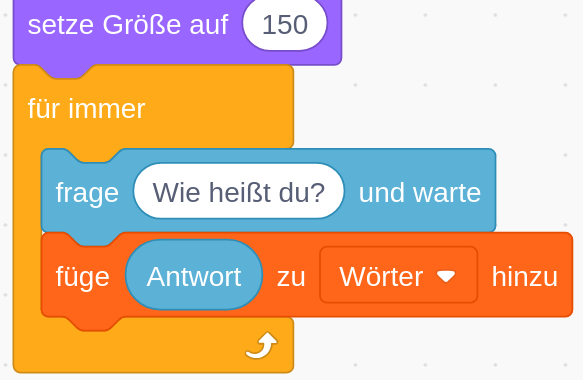 setze Größe auf 150
für immer
frage Wie heißt du? und warte
füge Antwort zu Wörter hinzu